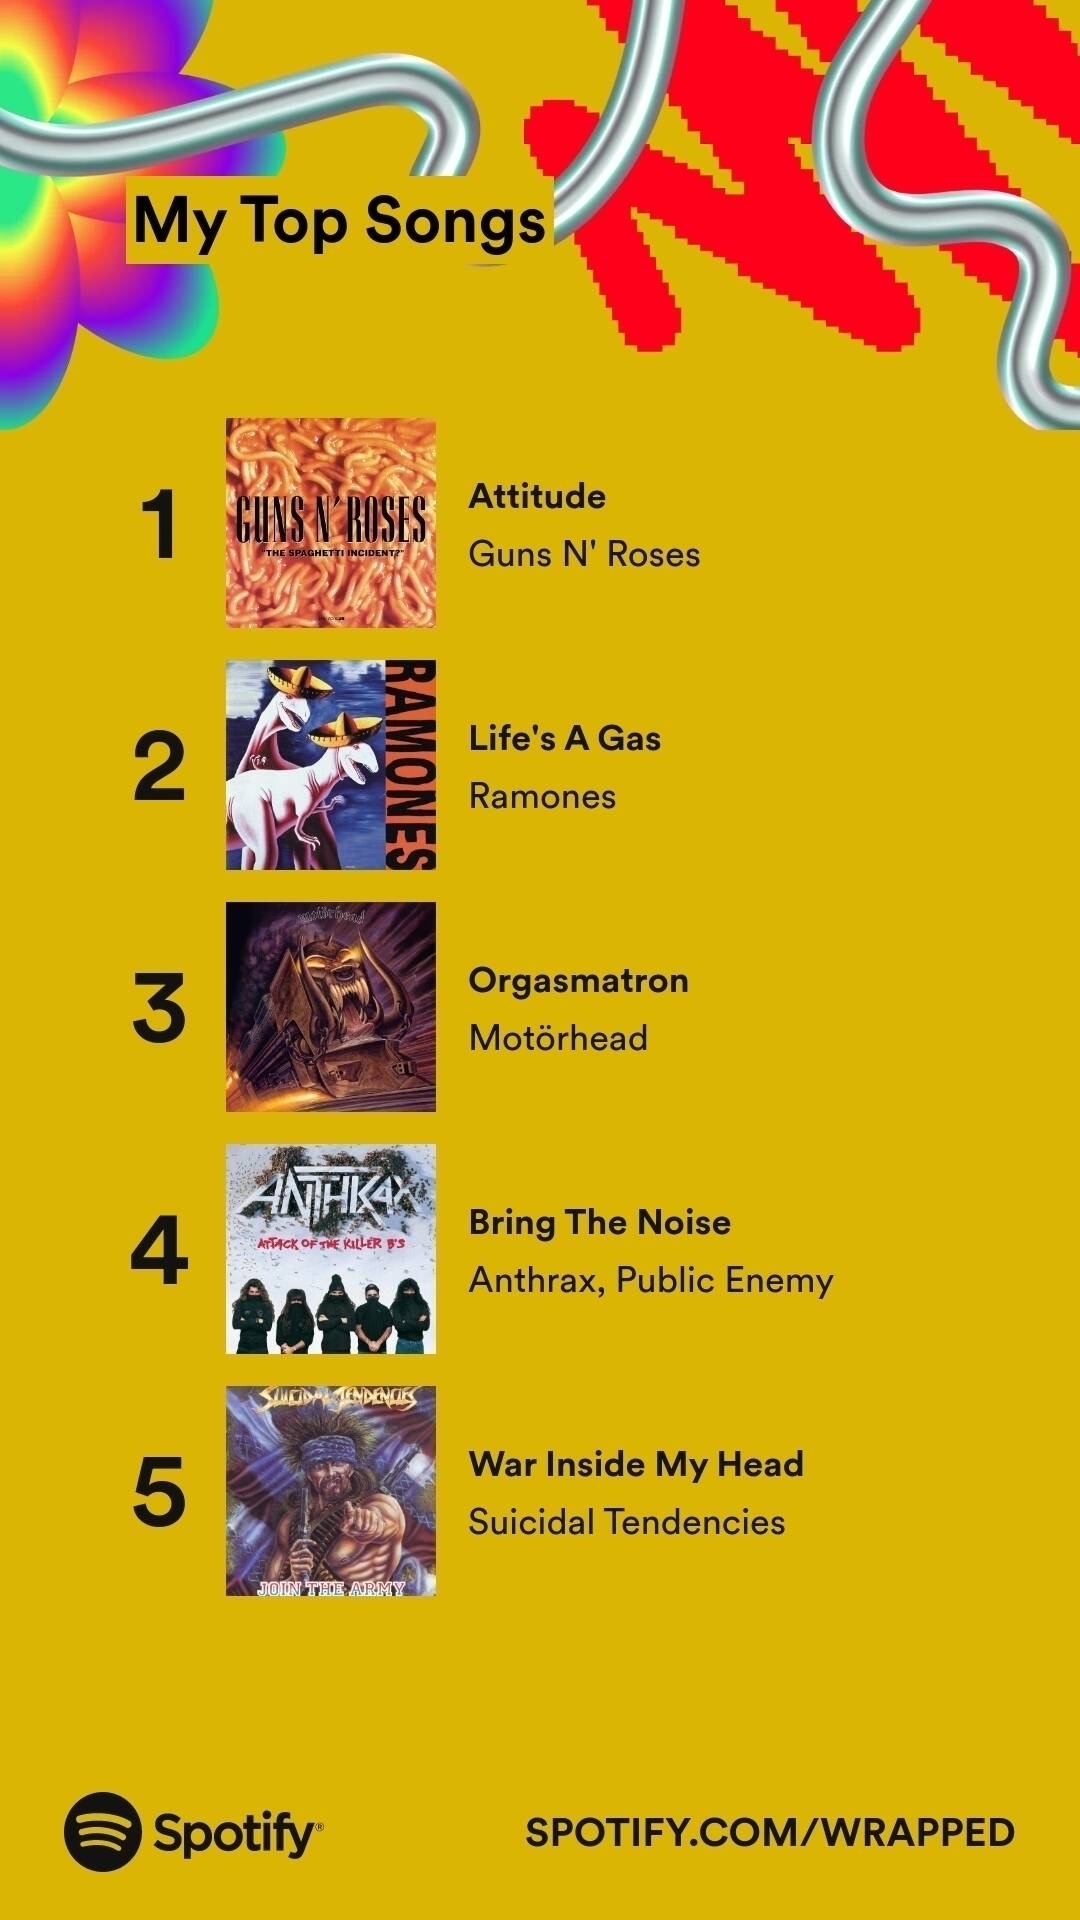 My Top Songs
1
GUNS N' ROSES
"THE SPAGHETTI INCIDENT?"
Attitude
Guns N' Roses
2
RAMONES
Life's A Gas
Ramones
3
motörhead
Orgasmatron
Motörhead
4
ANTHRAX
ATTACK OF THE KILLER B'S
Bring The Noise
Anthrax, Public Enemy
5
SUICIDAL TENDENCIES
JOIN THE ARMY
War Inside My Head
Suicidal Tendencies
Spotify®
SPOTIFY.COM/WRAPPED